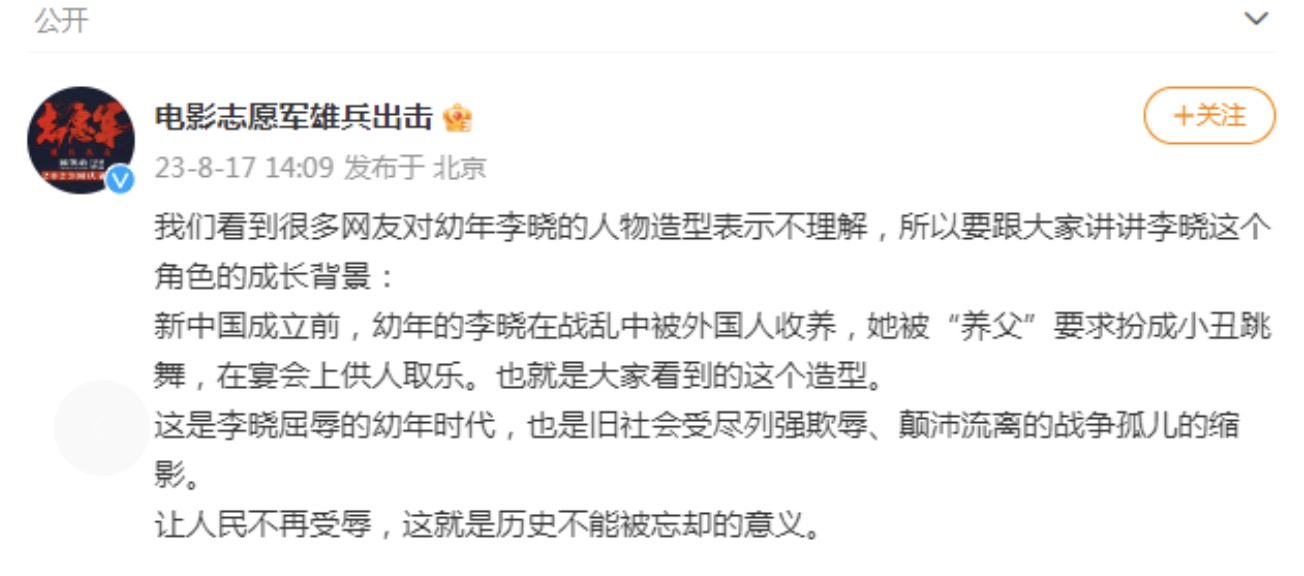 公开
电影志愿军雄兵出击
+关注
23-8-17 14:09 发布于 北京
志愿军
我们看到很多网友对幼年李晓的人物造型表示不理解，所以要跟大家讲讲李晓这个
角色的成长背景：
新中国成立前，幼年的李晓在战乱中被外国人收养，她被“养父”要求扮成小丑跳
舞，在宴会上供人取乐。也就是大家看到的这个造型。
这是李晓屈辱的幼年时代，也是旧社会受尽列强欺辱、颠沛流离的战争孤儿的缩
影。
让人民不再受辱，这就是历史不能被忘却的意义。